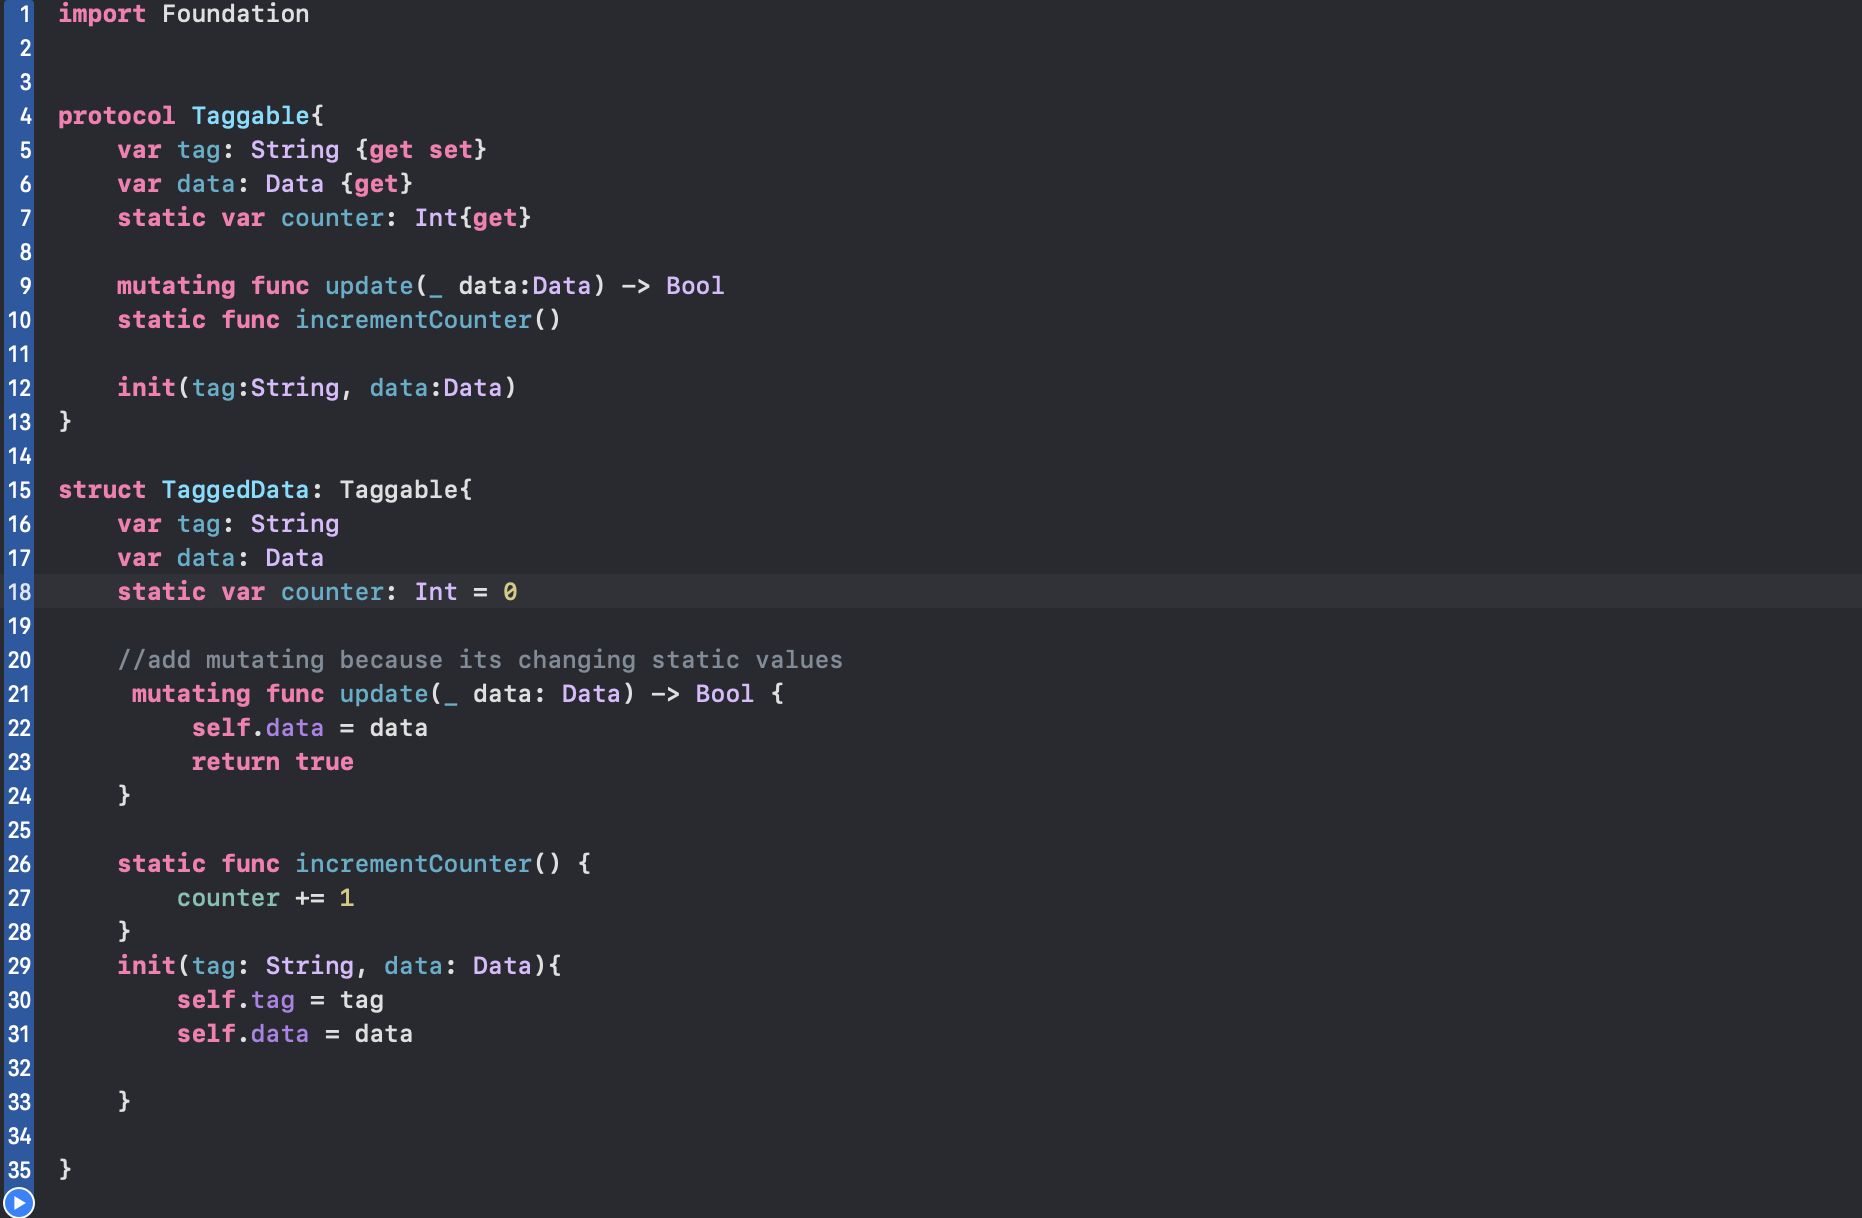 1 import Foundation
2
3
4 protocol Taggable{
5     var tag: String {get set}
6     var data: Data {get}
7     static var counter: Int{get}
8
9     mutating func update(_ data:Data) -> Bool
10     static func incrementCounter()
11
12     init(tag:String, data:Data)
13 }
14
15 struct TaggedData: Taggable{
16     var tag: String
17     var data: Data
18     static var counter: Int = 0
19
20     //add mutating because its changing static values
21      mutating func update(_ data: Data) -> Bool {
22          self.data = data
23          return true
24     }
25
26     static func incrementCounter() {
27         counter += 1
28     }
29     init(tag: String, data: Data){
30         self.tag = tag
31         self.data = data
32
33     }
34
35 }